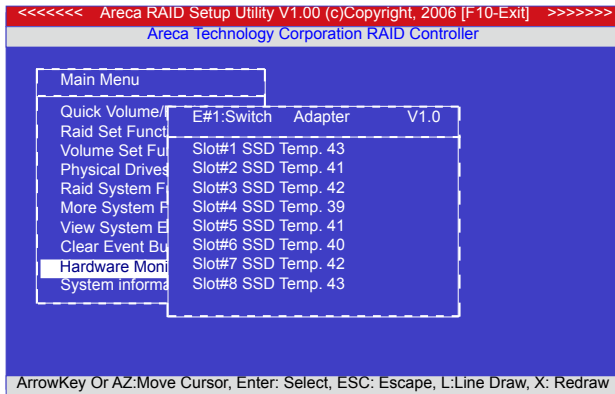 <<<<<<< Areca RAID Setup Utility V1.00 (c)Copyright, 2006 [F10-Exit] >>>>>>>
Areca Technology Corporation RAID Controller
Main Menu
Quick Volume/
Raid Set Funct
Volume Set Fu
Physical Drives
Raid System F
More System F
View System E
Clear Event Bu
Hardware Moni
System informa
E#1:Switch Adapter V1.0
Slot#1 SSD Temp. 43
Slot#2 SSD Temp. 41
Slot#3 SSD Temp. 42
Slot#4 SSD Temp. 39
Slot#5 SSD Temp. 41
Slot#6 SSD Temp. 40
Slot#7 SSD Temp. 42
Slot#8 SSD Temp. 43
ArrowKey Or AZ:Move Cursor, Enter: Select, ESC: Escape, L:Line Draw, X: Redraw